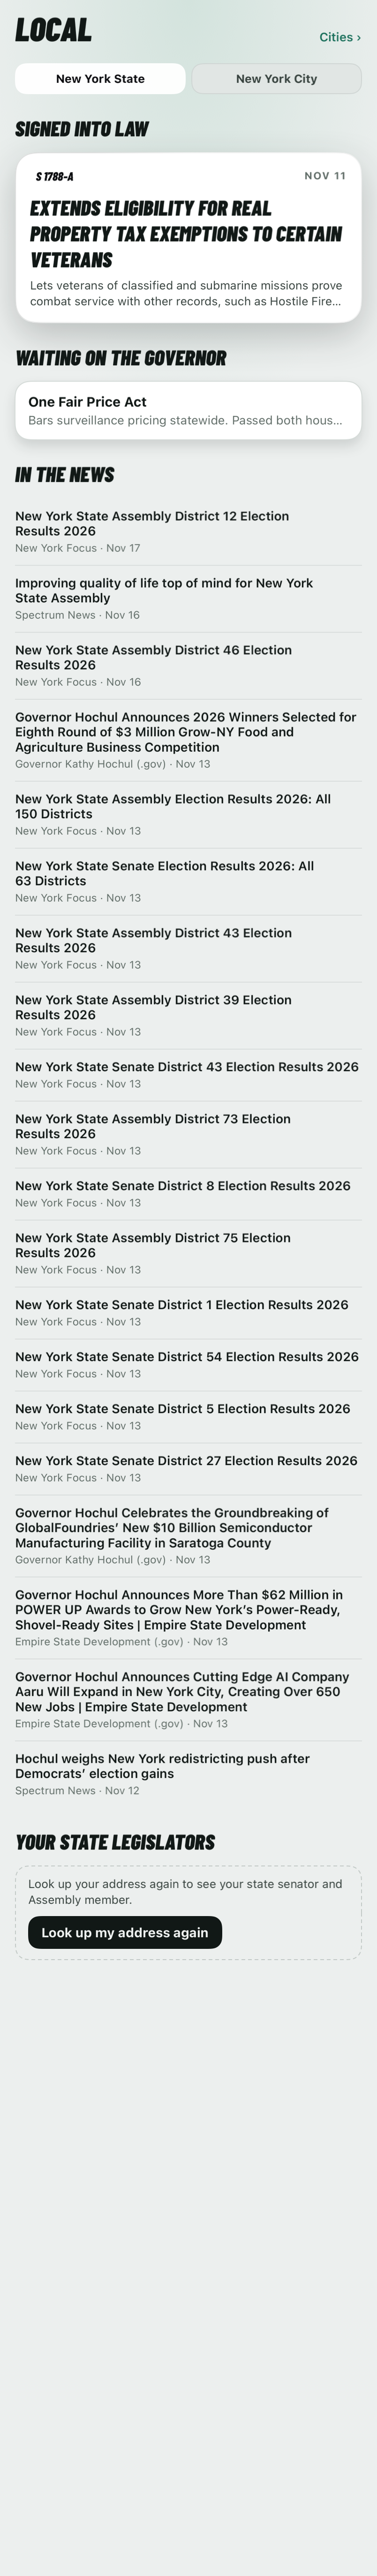 LOCAL
Cities ›
New York State
New York City
SIGNED INTO LAW
S 1788-A
NOV 11
EXTENDS ELIGIBILITY FOR REAL
PROPERTY TAX EXEMPTIONS TO CERTAIN
VETERANS
Lets veterans of classified and submarine missions prove
combat service with other records, such as Hostile Fire...
WAITING ON THE GOVERNOR
One Fair Price Act
Bars surveillance pricing statewide. Passed both hous...
IN THE NEWS
New York State Assembly District 12 Election
Results 2026
New York Focus · Nov 17
Improving quality of life top of mind for New York
State Assembly
Spectrum News · Nov 16
New York State Assembly District 46 Election
Results 2026
New York Focus · Nov 16
Governor Hochul Announces 2026 Winners Selected for
Eighth Round of $3 Million Grow-NY Food and
Agriculture Business Competition
Governor Kathy Hochul (.gov) · Nov 13
New York State Assembly Election Results 2026: All
150 Districts
New York Focus · Nov 13
New York State Senate Election Results 2026: All
63 Districts
New York Focus · Nov 13
New York State Assembly District 43 Election
Results 2026
New York Focus · Nov 13
New York State Assembly District 39 Election
Results 2026
New York Focus · Nov 13
New York State Senate District 43 Election Results 2026
New York Focus · Nov 13
New York State Assembly District 73 Election
Results 2026
New York Focus · Nov 13
New York State Senate District 8 Election Results 2026
New York Focus · Nov 13
New York State Assembly District 75 Election
Results 2026
New York Focus · Nov 13
New York State Senate District 1 Election Results 2026
New York Focus · Nov 13
New York State Senate District 54 Election Results 2026
New York Focus · Nov 13
New York State Senate District 5 Election Results 2026
New York Focus · Nov 13
New York State Senate District 27 Election Results 2026
New York Focus · Nov 13
Governor Hochul Celebrates the Groundbreaking of
GlobalFoundries’ New $10 Billion Semiconductor
Manufacturing Facility in Saratoga County
Governor Kathy Hochul (.gov) · Nov 13
Governor Hochul Announces More Than $62 Million in
POWER UP Awards to Grow New York’s Power-Ready,
Shovel-Ready Sites | Empire State Development
Empire State Development (.gov) · Nov 13
Governor Hochul Announces Cutting Edge AI Company
Aaru Will Expand in New York City, Creating Over 650
New Jobs | Empire State Development
Empire State Development (.gov) · Nov 13
Hochul weighs New York redistricting push after
Democrats’ election gains
Spectrum News · Nov 12
YOUR STATE LEGISLATORS
Look up your address again to see your state senator and
Assembly member.
Look up my address again